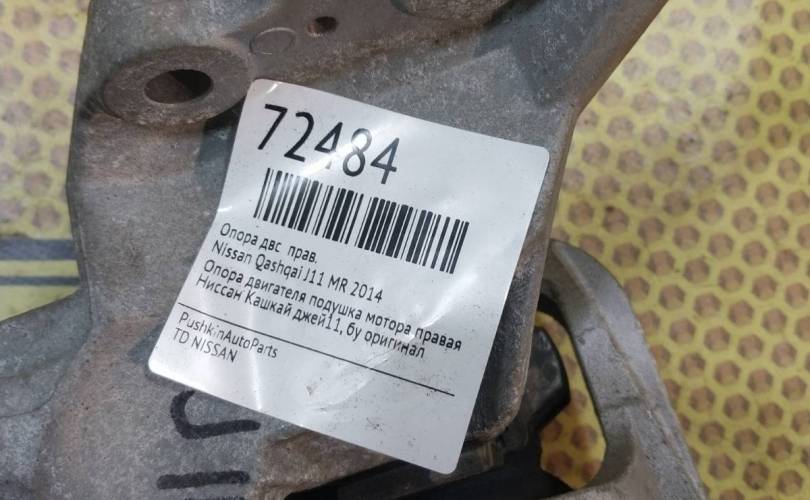 72484
Опора двс прав.
Nissan Qashqai J11 MR 2014
Опора двигателя подушка мотора правая
Ниссан Кашкай джей11, бу оригинал
PushkinAutoParts
TD NISSAN